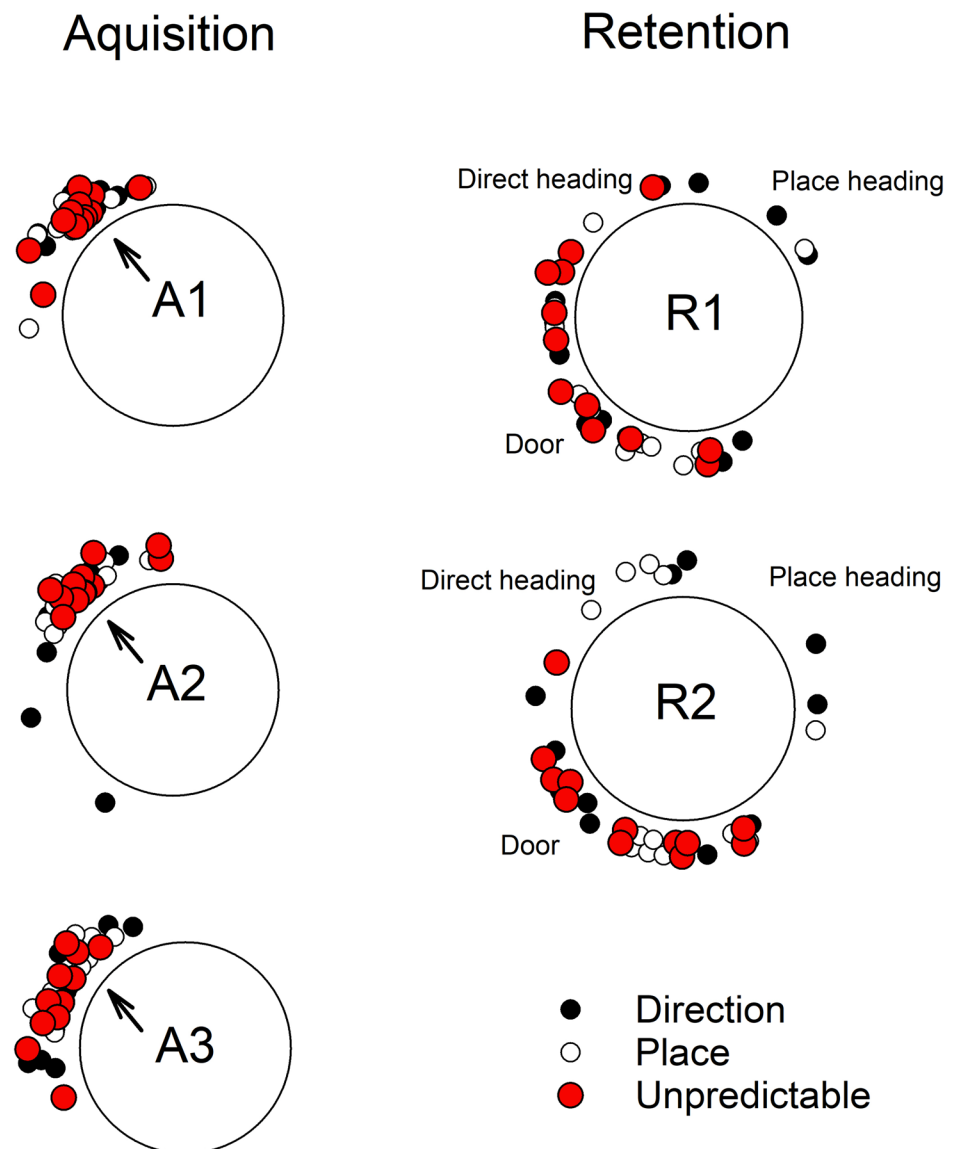 Aquisition
Retention
Direct heading
Place heading
A1
R1
Door
Direct heading
Place heading
A2
R2
Door
A3
Direction
Place
Unpredictable